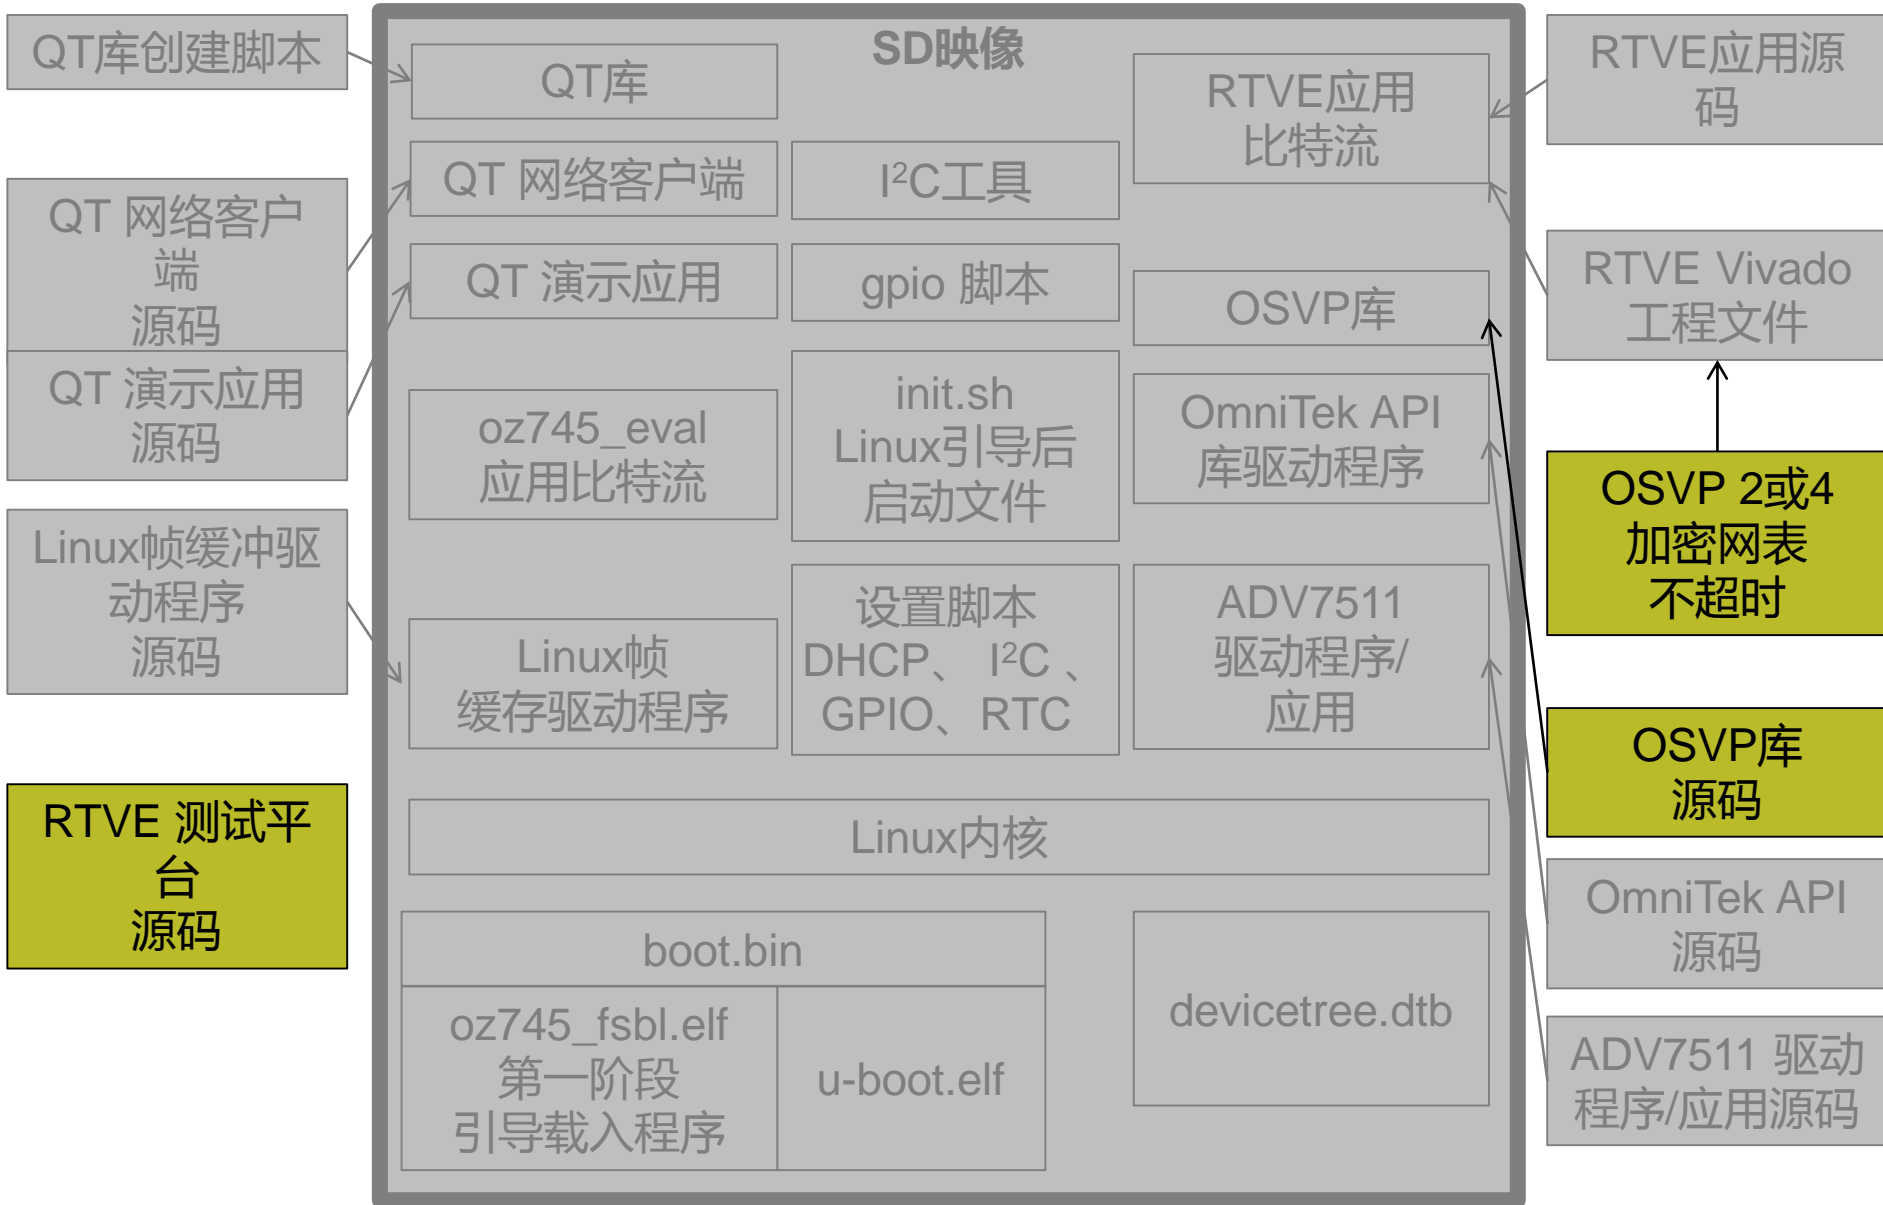 SD映像
QT库创建脚本
QT 网络客户
端
源码
QT 演示应用
源码
Linux帧缓冲驱
动程序
源码
RTVE 测试平
台
源码
QT库
QT 网络客户端
QT 演示应用
oz745_eval
应用比特流
Linux帧
缓存驱动程序
I²C工具
gpio 脚本
init.sh
Linux引导后
启动文件
设置脚本
DHCP、 I²C 、
GPIO、RTC
RTVE应用
比特流
OSVP库
OmniTek API
库驱动程序
ADV7511
驱动程序/
应用
Linux内核
boot.bin
oz745_fsbl.elf
第一阶段
引导载入程序
u-boot.elf
devicetree.dtb
RTVE应用源
码
RTVE Vivado
工程文件
OSVP 2或4
加密网表
不超时
OSVP库
源码
OmniTek API
源码
ADV7511 驱动
程序/应用源码